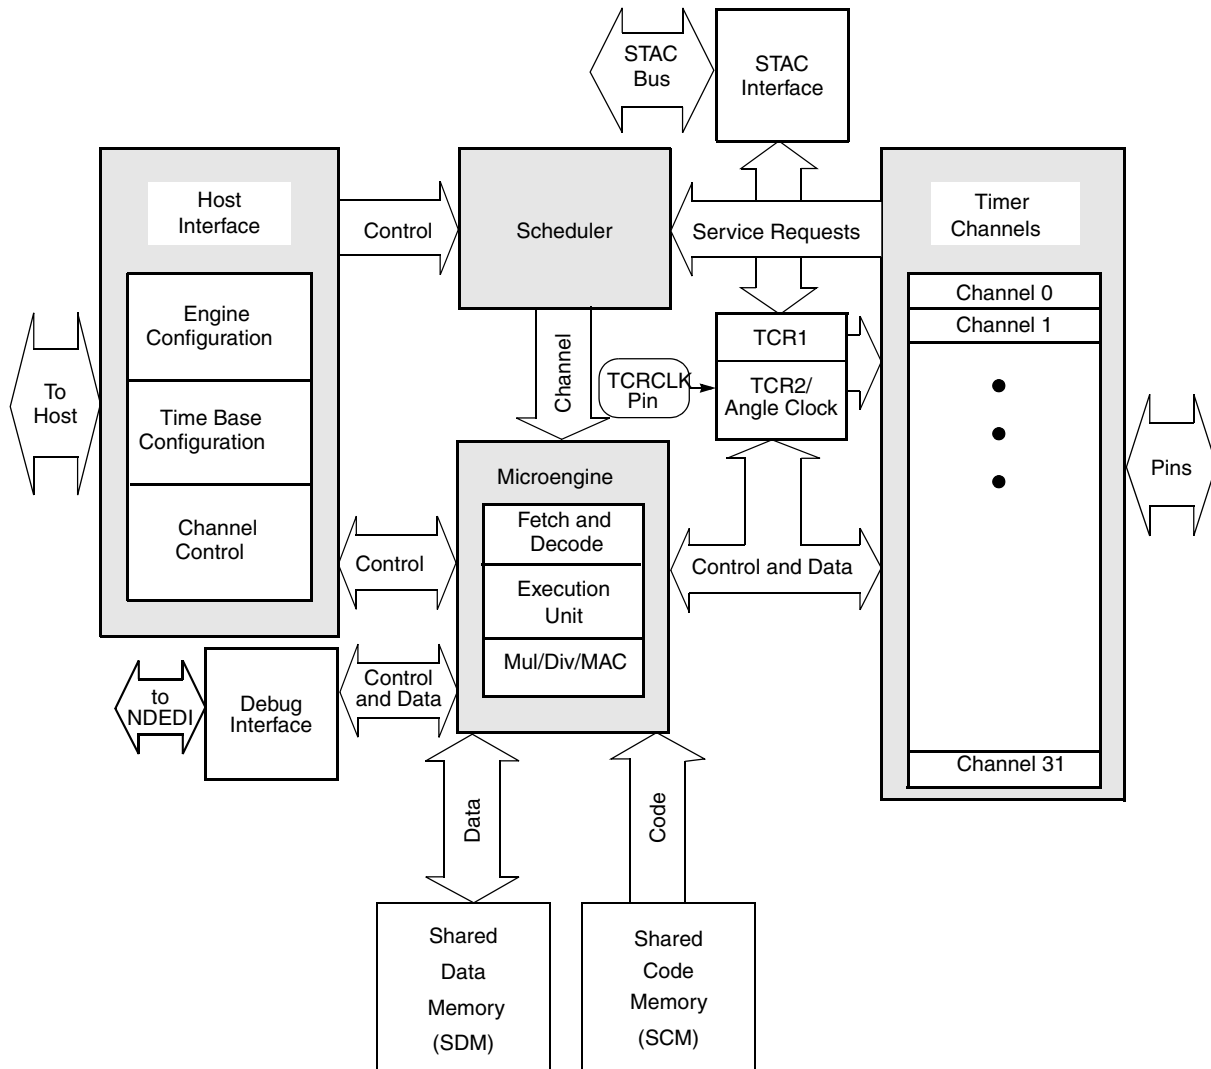 STAC
Bus
STAC
Interface
Host
Interface
Control
Scheduler
Service Requests
Timer
Channels
Engine
Configuration
Time Base
Configuration
Channel
Control
To
Host
Channel
TCRCLK
Pin
TCR1
TCR2/
Angle Clock
Channel 0
Channel 1
Channel 31
Pins
Microengine
Fetch and
Decode
Execution
Unit
Mul/Div/MAC
Control
Control and Data
to
NDEDI
Debug
Interface
Control
and Data
Data
Code
Shared
Data
Memory
(SDM)
Shared
Code
Memory
(SCM)